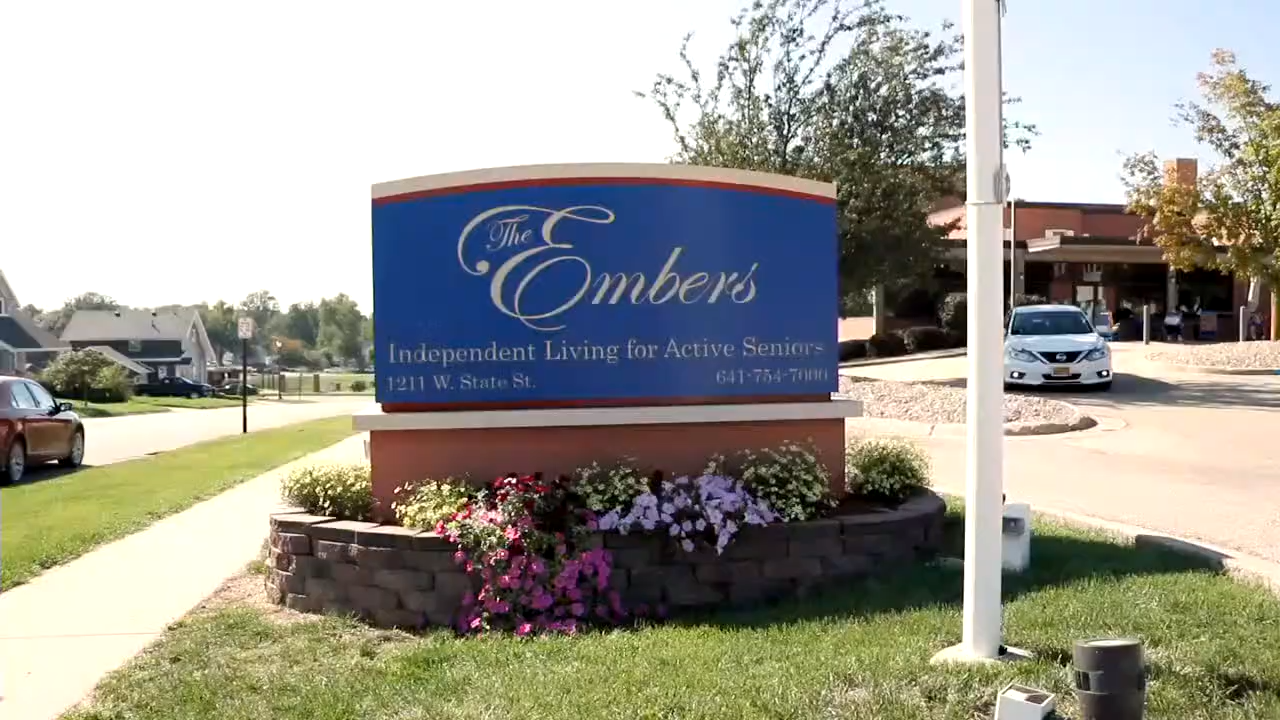 The Embers
Independent Living for Active Seniors
1211 W. State St. 641-754-7000